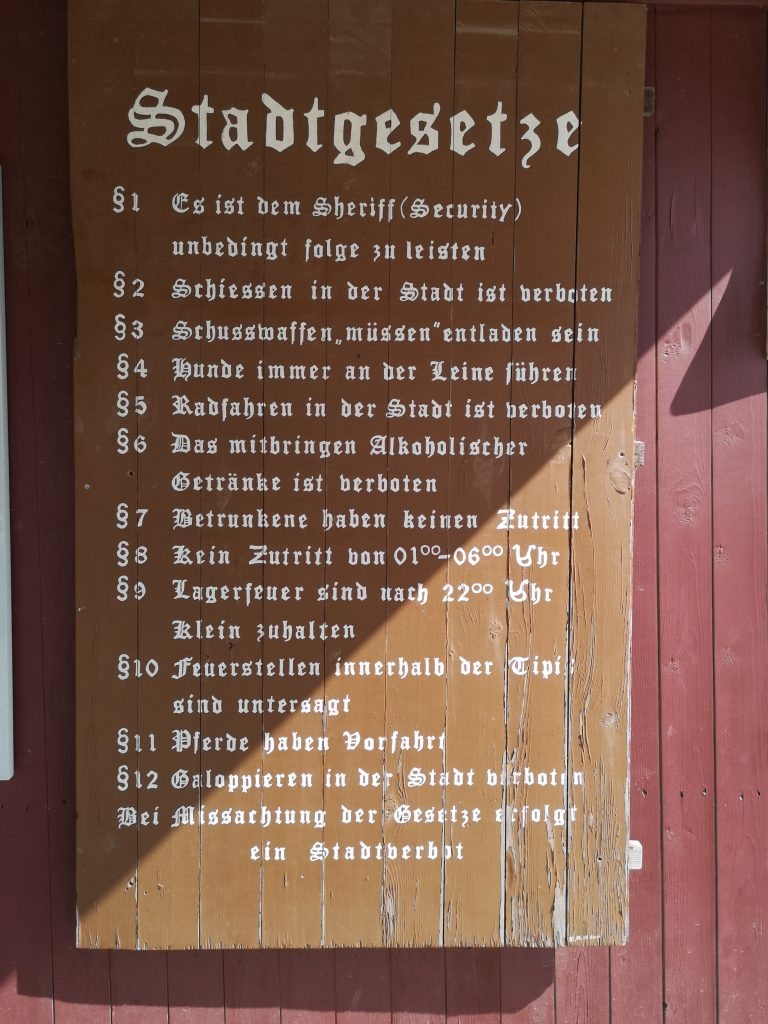 Stadtgesetze
§1 Es ist dem Sheriff (Security)
unbedingt folge zu leisten
§2 Schiessen in der Stadt ist verboten
§3 Schusswaffen „müssen“ entladen sein
§4 Hunde immer an der Leine führen
§5 Radfahren in der Stadt ist verboten
§6 Das mitbringen Alkoholischer
Getränke ist verboten
§7 Betrunkene haben keinen Zutritt
§8 Kein Zutritt von 01⁰⁰-06⁰⁰ Uhr
§9 Lagerfeuer sind nach 22⁰⁰ Uhr
Klein zuhalten
§10 Feuerstellen innerhalb der Tipis
sind untersagt
§11 Pferde haben Vorfahrt
§12 Galoppieren in der Stadt verboten
Bei Missachtung der Gesetze erfolgt
ein Stadtverbot